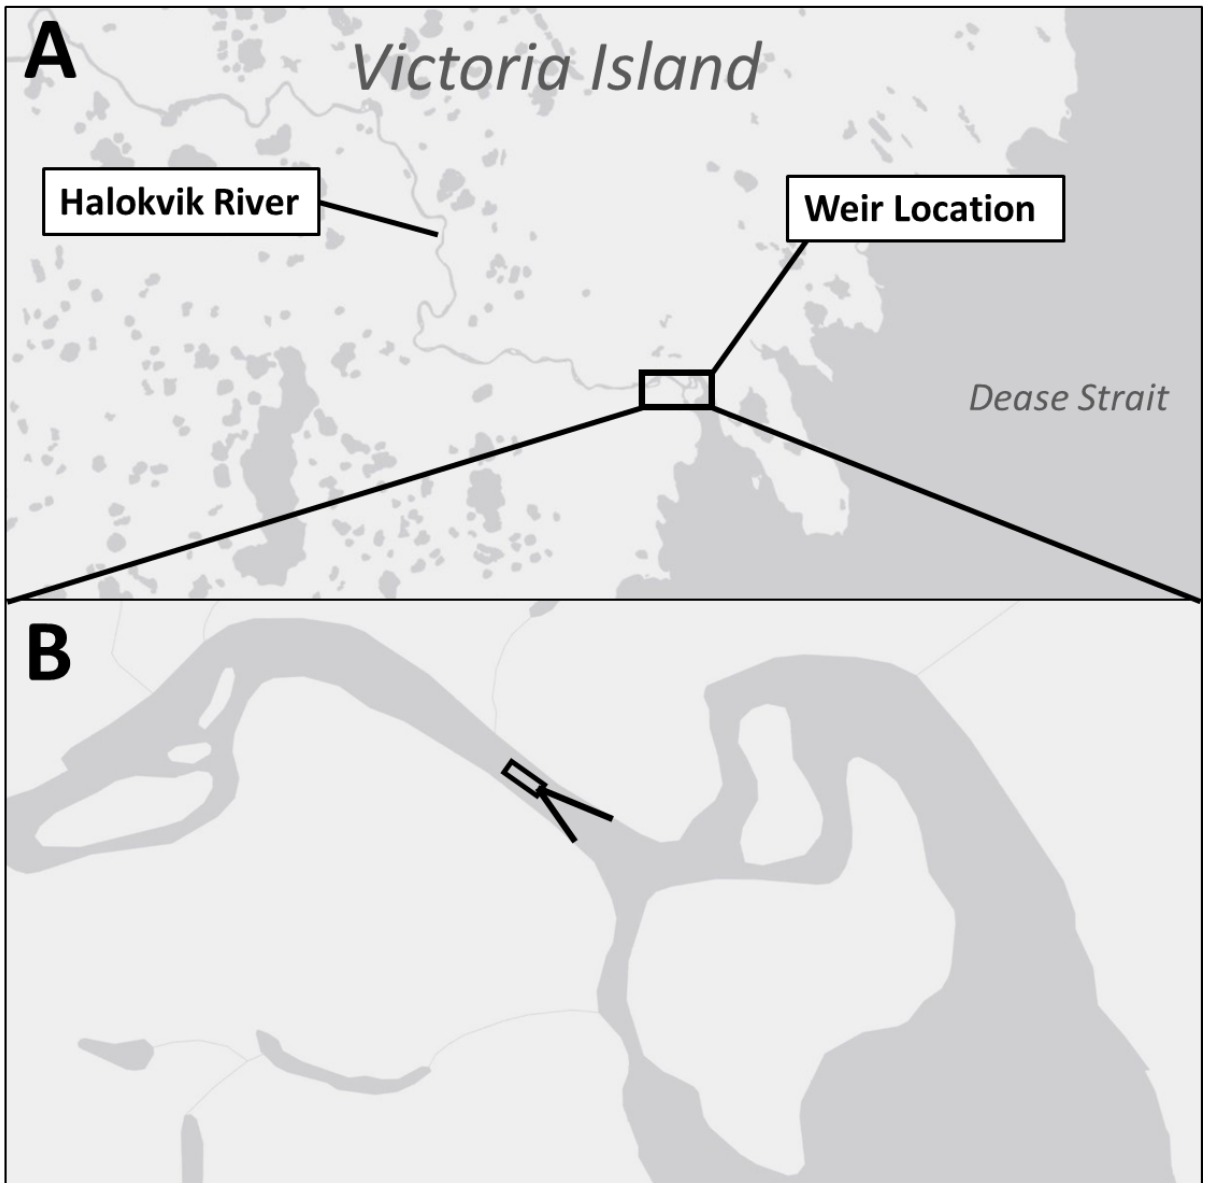 A
Victoria Island
Halokvik River
Weir Location
Dease Strait
B